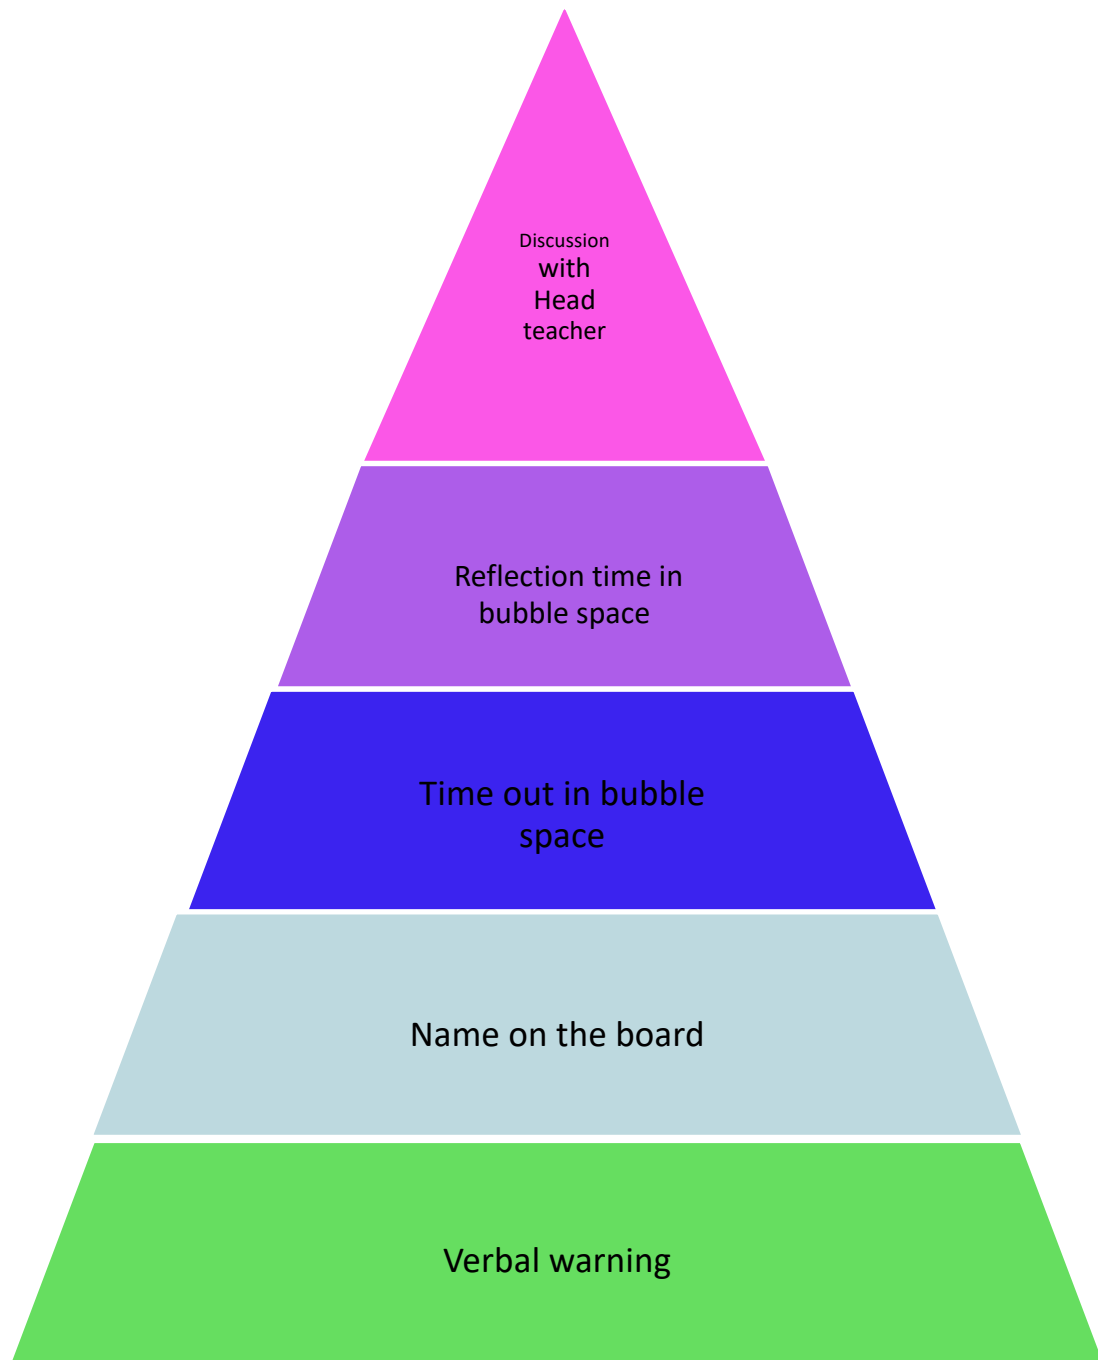 Discussion
with
Head
teacher
Reflection time in
bubble space
Time out in bubble
space
Name on the board
Verbal warning